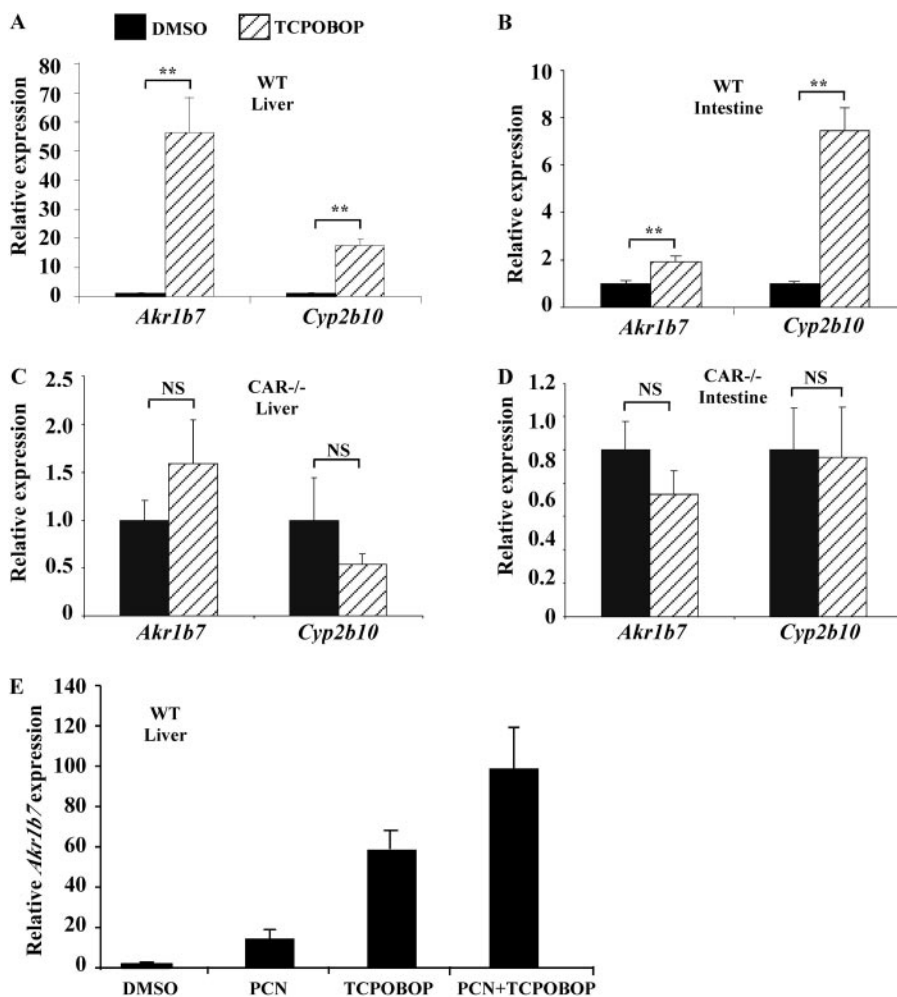 A
DMSO
TCPOBOP
Relative expression
80
70
60
50
40
30
20
10
0
**
WT
Liver
**
Akr1b7
Cyp2b10
B
Relative expression
10
8
6
4
2
0
WT
Intestine
**
**
Akr1b7
Cyp2b10
C
Relative expression
2.5
2.0
1.5
1.0
0.5
0
NS
CAR-/-
Liver
NS
Akr1b7
Cyp2b10
D
Relative expression
1.2
1.0
0.8
0.6
0.4
0.2
0
NS
CAR-/-
Intestine
NS
Akr1b7
Cyp2b10
E
Relative Akr1b7 expression
140
120
100
80
60
40
20
0
WT
Liver
DMSO
PCN
TCPOBOP
PCN+TCPOBOP